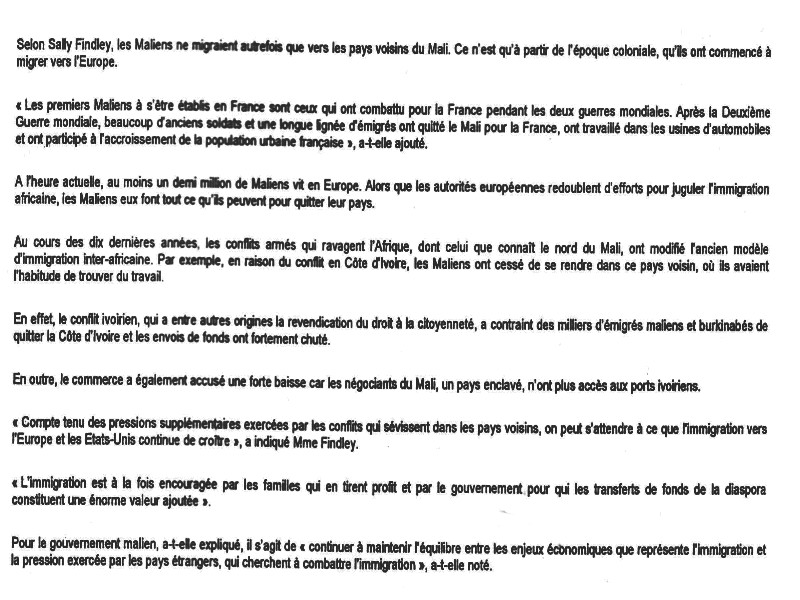 Selon Sally Findley, les Maliens ne migraient autrefois que vers les pays voisins du Mali. Ce n'est qu'à partir de l'époque coloniale, qu'ils ont commencé à
migrer vers l'Europe.
« Les premiers Maliens à s'être établis en France sont ceux qui ont combattu pour la France pendant les deux guerres mondiales. Après la Deuxième
Guerre mondiale, beaucoup d'anciens soldats et une longue lignée d'émigrés ont quitté le Mali pour la France, ont travaillé dans les usines d'automobiles
et ont participé à l'accroissement de la population urbaine française », a-t-elle ajouté.
A l'heure actuelle, au moins un demi million de Maliens vit en Europe. Alors que les autorités européennes redoublent d'efforts pour juguler l'immigration
africaine, les Maliens eux font tout ce qu'ils peuvent pour quitter leur pays.
Au cours des dix dernières années, les conflits armés qui ravagent l'Afrique, dont celui que connaît le nord du Mali, ont modifié l'ancien modèle
d'immigration inter-africaine. Par exemple, en raison du conflit en Côte d'Ivoire, les Maliens ont cessé de se rendre dans ce pays voisin, où ils avaient
l'habitude de trouver du travail.
En effet, le conflit ivoirien, qui a entre autres origines la revendication du droit à la citoyenneté, a contraint des milliers d'émigrés maliens et burkinabés de
quitter la Côte d'Ivoire et les envois de fonds ont fortement chuté.
En outre, le commerce a également accusé une forte baisse car les négociants du Mali, un pays enclavé, n'ont plus accès aux ports ivoiriens.
« Compte tenu des pressions supplémentaires exercées par les conflits qui sévissent dans les pays voisins, on peut s'attendre à ce que l'immigration vers
l'Europe et les Etats-Unis continue de croître », a indiqué Mme Findley.
« L'immigration est à la fois encouragée par les familles qui en tirent profit et par le gouvernement pour qui les transferts de fonds de la diaspora
constituent une énorme valeur ajoutée ».
Pour le gouvernement malien, a-t-elle expliqué, il s'agit de « continuer à maintenir l'équilibre entre les enjeux économiques que représente l'immigration et
la pression exercée par les pays étrangers, qui cherchent à combattre l'immigration », a-t-elle noté.